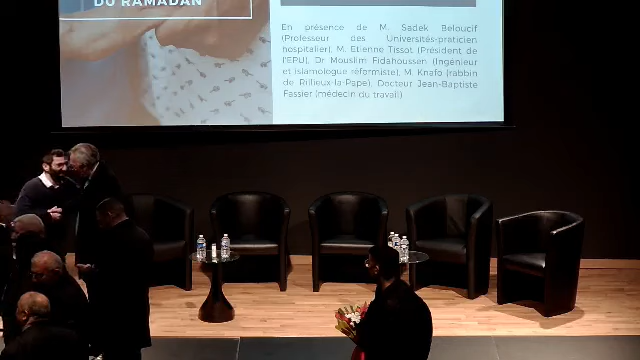 DU RAMADAN
En présence de M. Sadek Beloucif
(Professeur des Universités-praticien
hospitalier), M. Etienne Tissot (Président de
l'EPU), Dr Mouslim Fidahoussen (Ingénieur
et Islamologue réformiste), M. Knafo (rabbin
de Rillieux-la-Pape), Docteur Jean-Baptiste
Fassier (médecin du travail)